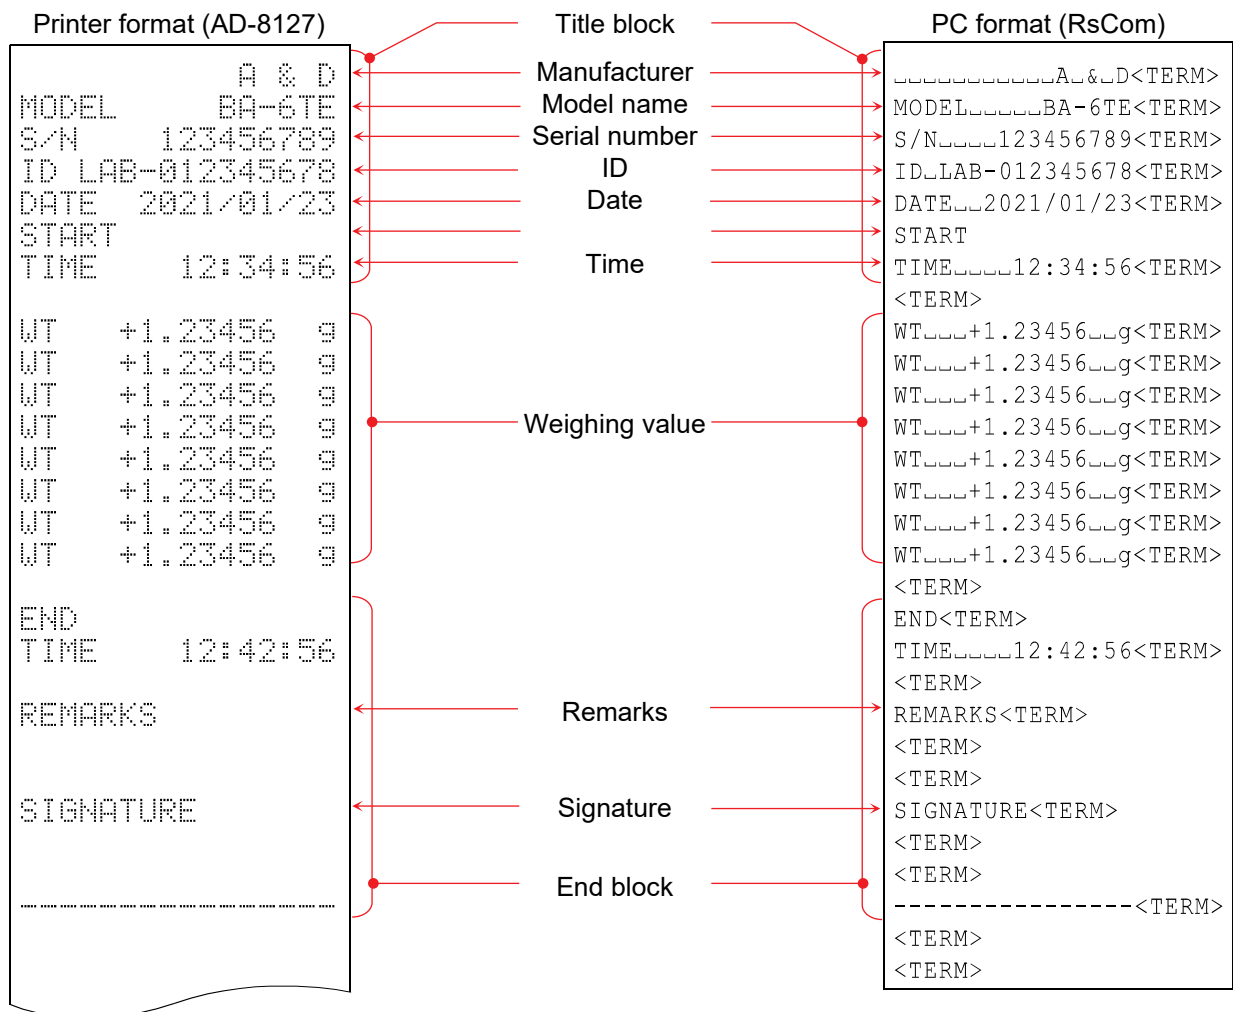 Printer format (AD-8127)
A & D
MODEL BA-6TE
S/N 123456789
ID LAB-012345678
DATE 2021/01/23
START
TIME 12:34:56
WT +1.23456 g
WT +1.23456 g
WT +1.23456 g
WT +1.23456 g
WT +1.23456 g
WT +1.23456 g
WT +1.23456 g
WT +1.23456 g
END
TIME 12:42:56
REMARKS
SIGNATURE
----------------
Title block
Manufacturer
Model name
Serial number
ID
Date
Time
Weighing value
Remarks
Signature
End block
PC format (RsCom)
␣␣␣␣␣␣␣␣␣␣␣A␣&␣D<TERM>
MODEL␣␣␣␣␣BA-6TE<TERM>
S/N␣␣␣␣123456789<TERM>
ID␣LAB-012345678<TERM>
DATE␣␣2021/01/23<TERM>
START
TIME␣␣␣␣12:34:56<TERM>
<TERM>
WT␣␣␣+1.23456␣␣g<TERM>
WT␣␣␣+1.23456␣␣g<TERM>
WT␣␣␣+1.23456␣␣g<TERM>
WT␣␣␣+1.23456␣␣g<TERM>
WT␣␣␣+1.23456␣␣g<TERM>
WT␣␣␣+1.23456␣␣g<TERM>
WT␣␣␣+1.23456␣␣g<TERM>
WT␣␣␣+1.23456␣␣g<TERM>
<TERM>
END<TERM>
TIME␣␣␣␣12:42:56<TERM>
<TERM>
REMARKS<TERM>
<TERM>
<TERM>
SIGNATURE<TERM>
<TERM>
<TERM>
----------------<TERM>
<TERM>
<TERM>